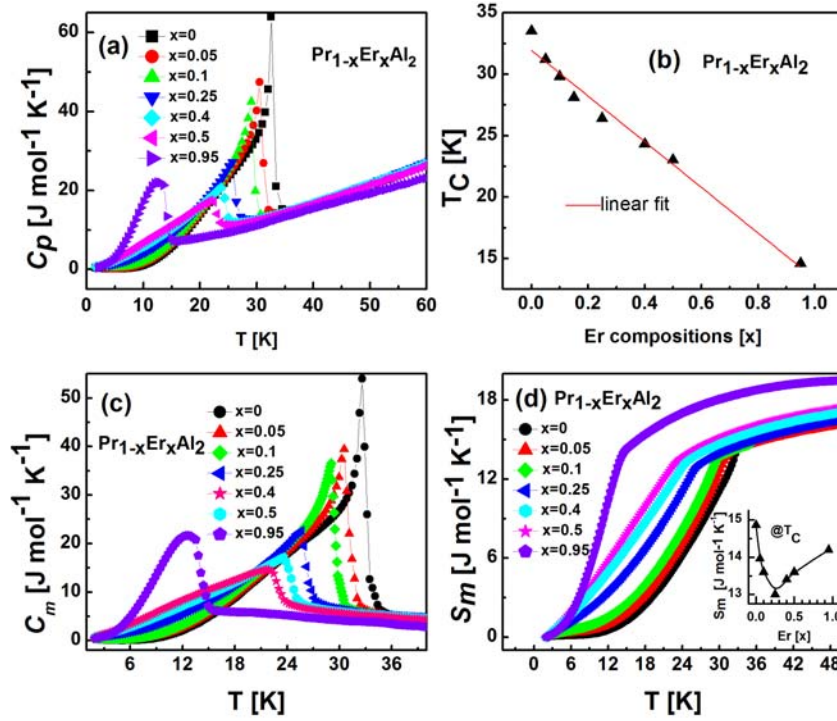 (a)
Pr1-xErxAl2
x=0
x=0.05
x=0.1
x=0.25
x=0.4
x=0.5
x=0.95
Cp [J mol-1 K-1]
60
40
20
0
0 10 20 30 40 50 60
T [K]
(b)
Pr1-xErxAl2
TC [K]
35
30
25
20
15
linear fit
0.0 0.2 0.4 0.6 0.8 1.0
Er compositions [x]
(c)
Pr1-xErxAl2
x=0
x=0.05
x=0.1
x=0.25
x=0.4
x=0.5
x=0.95
Cm [J mol-1 K-1]
50
40
30
20
10
0
6 12 18 24 30 36
T [K]
(d)
Pr1-xErxAl2
x=0
x=0.05
x=0.1
x=0.25
x=0.4
x=0.5
x=0.95
Sm [J mol-1 K-1]
18
12
6
0
0 6 12 18 24 30 36 42 48
T [K]
@TC
Sm [J mol-1 K-1]
15
14
13
0.0 0.5 1.0
Er [x]